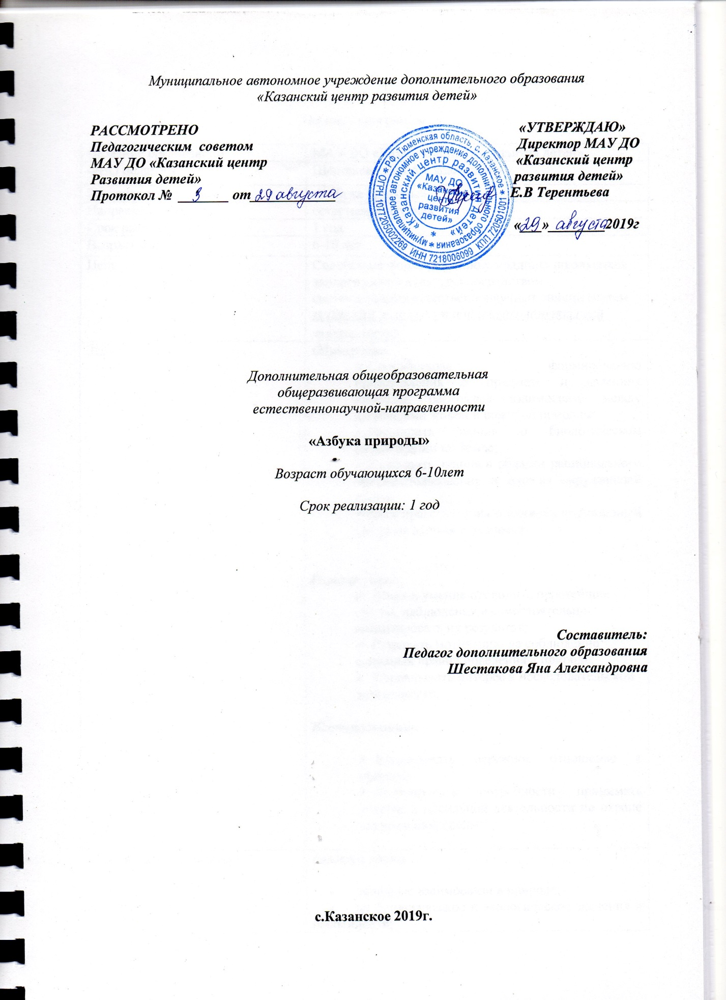 Муниципальное автономное учреждение дополнительного образования
«Казанский центр развития детей»
РАССМОТРЕНО
Педагогическим советом
МАУ ДО «Казанский центр
Развития детей»
Протокол № 3 от 29 августа
«УТВЕРЖДАЮ»
Директор МАУ ДО
«Казанский центр
развития детей»
Е.В Терентьева
«29» августа 2019г
РФ, Тюменская область, с. Казанское * КПП 720501001 ИНН 7218006099 ОГРН 1077205002269 *
муниципальное автономное учреждение дополнительного образования *
«Казанский центр развития детей» *
МАУ ДО
«Казанский
центр
развития
детей»
Дополнительная общеобразовательная
общеразвивающая программа
естественнонаучной-направленности
«Азбука природы»
Возраст обучающихся 6-10лет
Срок реализации: 1 год
Составитель:
Педагог дополнительного образования
Шестакова Яна Александровна
с.Казанское 2019г.